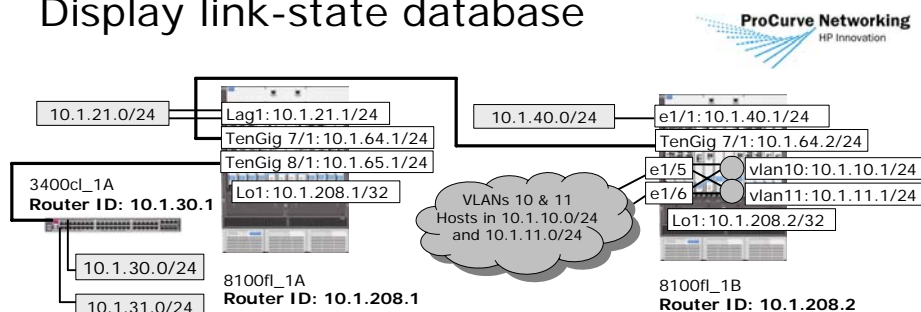 Display link-state database
ProCurve Networking
HP Innovation
10.1.21.0/24
Lag1: 10.1.21.1/24
TenGig 7/1: 10.1.64.1/24
TenGig 8/1: 10.1.65.1/24
Lo1: 10.1.208.1/32
3400cl_1A
Router ID: 10.1.30.1
10.1.30.0/24
10.1.31.0/24
8100fl_1A
Router ID: 10.1.208.1
VLANs 10 & 11
Hosts in 10.1.10.0/24
and 10.1.11.0/24
10.1.40.0/24
e1/1: 10.1.40.1/24
TenGig 7/1: 10.1.64.2/24
e1/5
e1/6
vlan10: 10.1.10.1/24
vlan11: 10.1.11.1/24
Lo1: 10.1.208.2/32
8100fl_1B
Router ID: 10.1.208.2